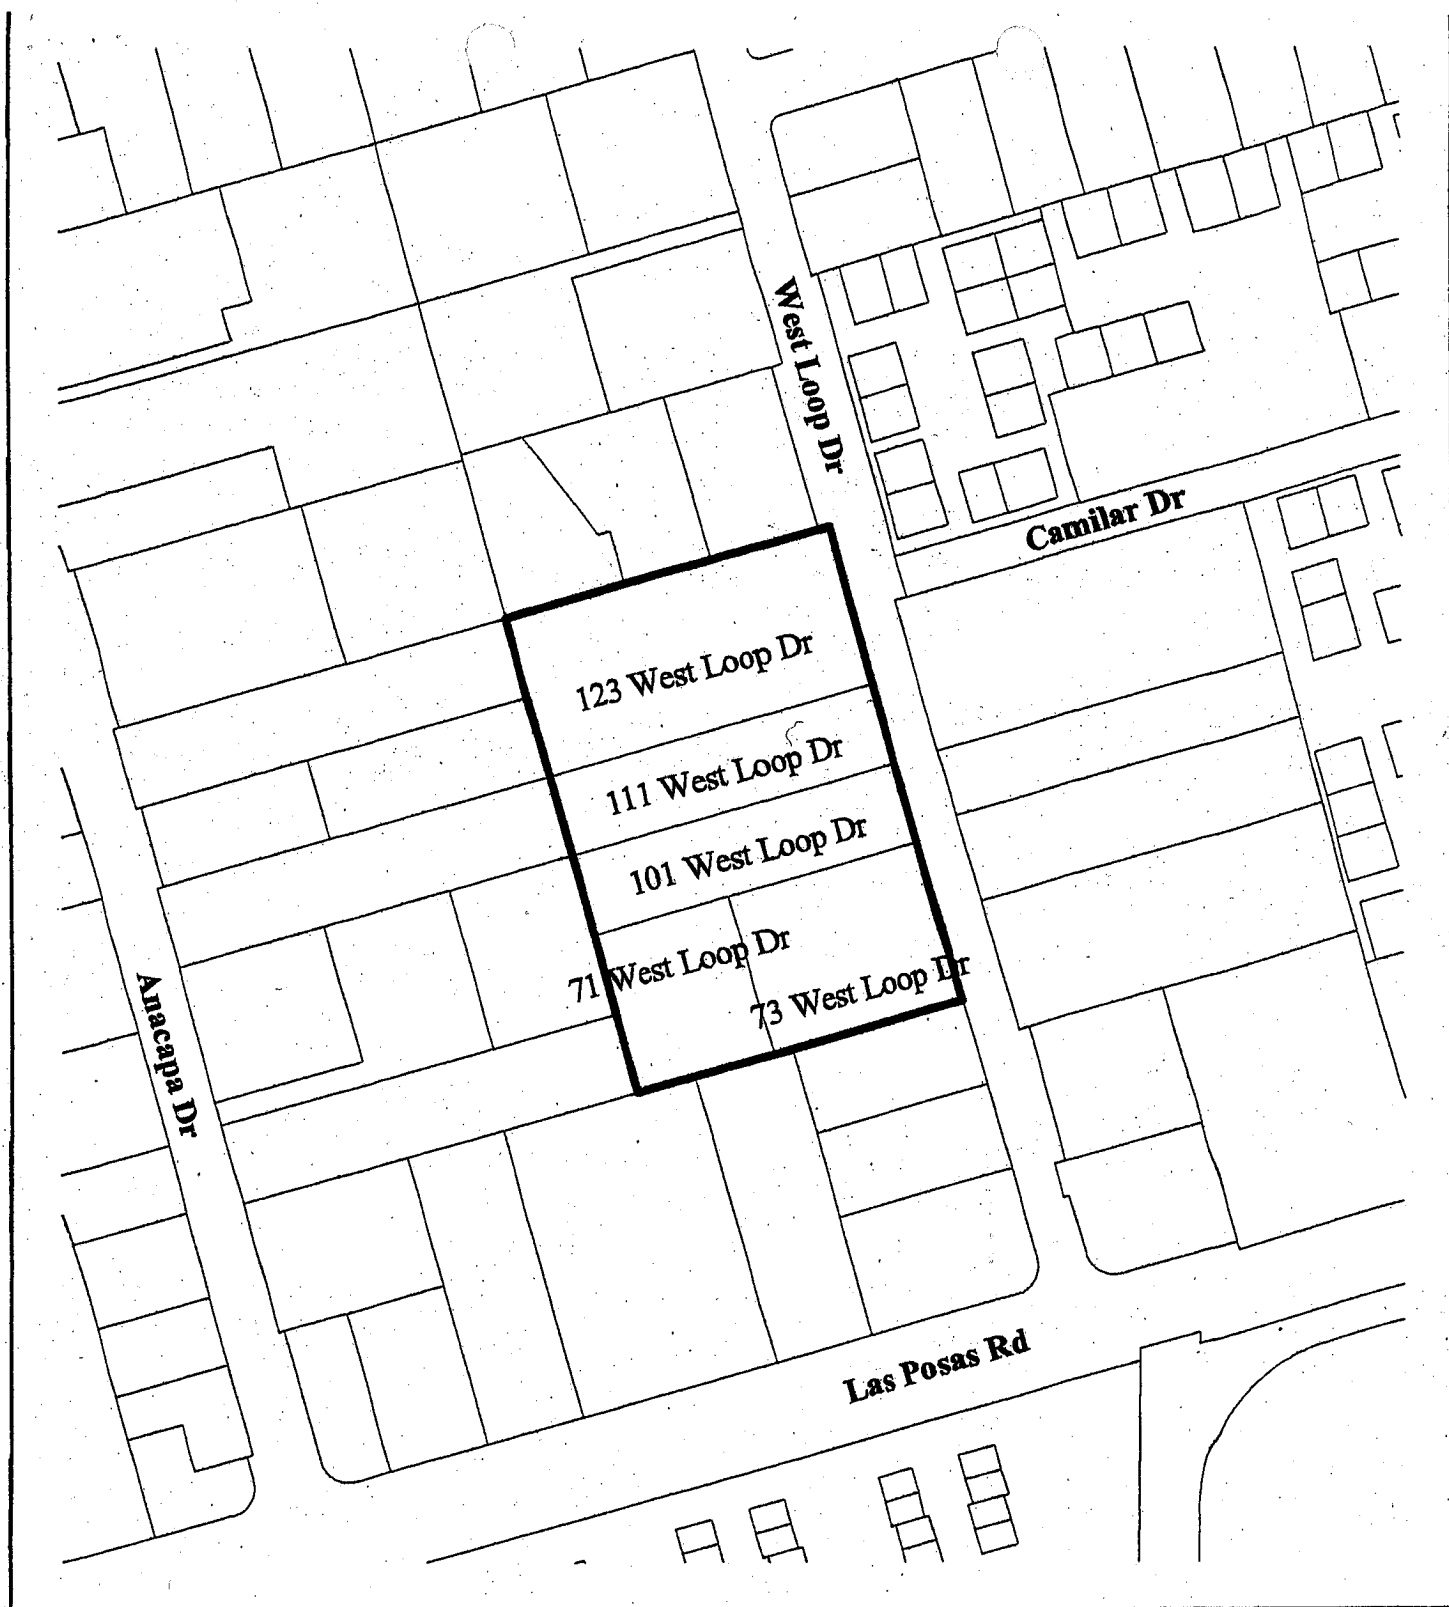 West Loop Dr
Camilar Dr
123 West Loop Dr
111 West Loop Dr
101 West Loop Dr
71 West Loop Dr
73 West Loop Dr
Anacapa Dr
Las Posas Rd